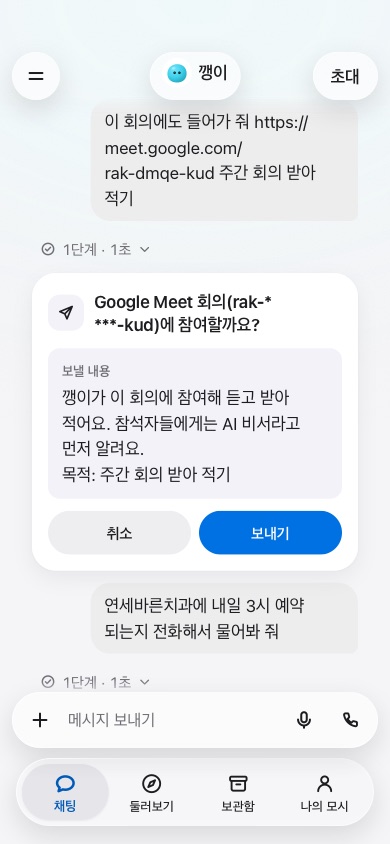 깽이
초대
이 회의에도 들어가 줘 https://
meet.google.com/
rak-dmqe-kud 주간 회의 받아
적기
1단계 · 1초
Google Meet 회의(rak-*
***-kud)에 참여할까요?
보낼 내용
깽이가 이 회의에 참여해 듣고 받아
적어요. 참석자들에게는 AI 비서라고
먼저 알려요.
목적: 주간 회의 받아 적기
취소
보내기
연세바른치과에 내일 3시 예약
되는지 전화해서 물어봐 줘
1단계 · 1초
메시지 보내기
채팅
둘러보기
보관함
나의 모시